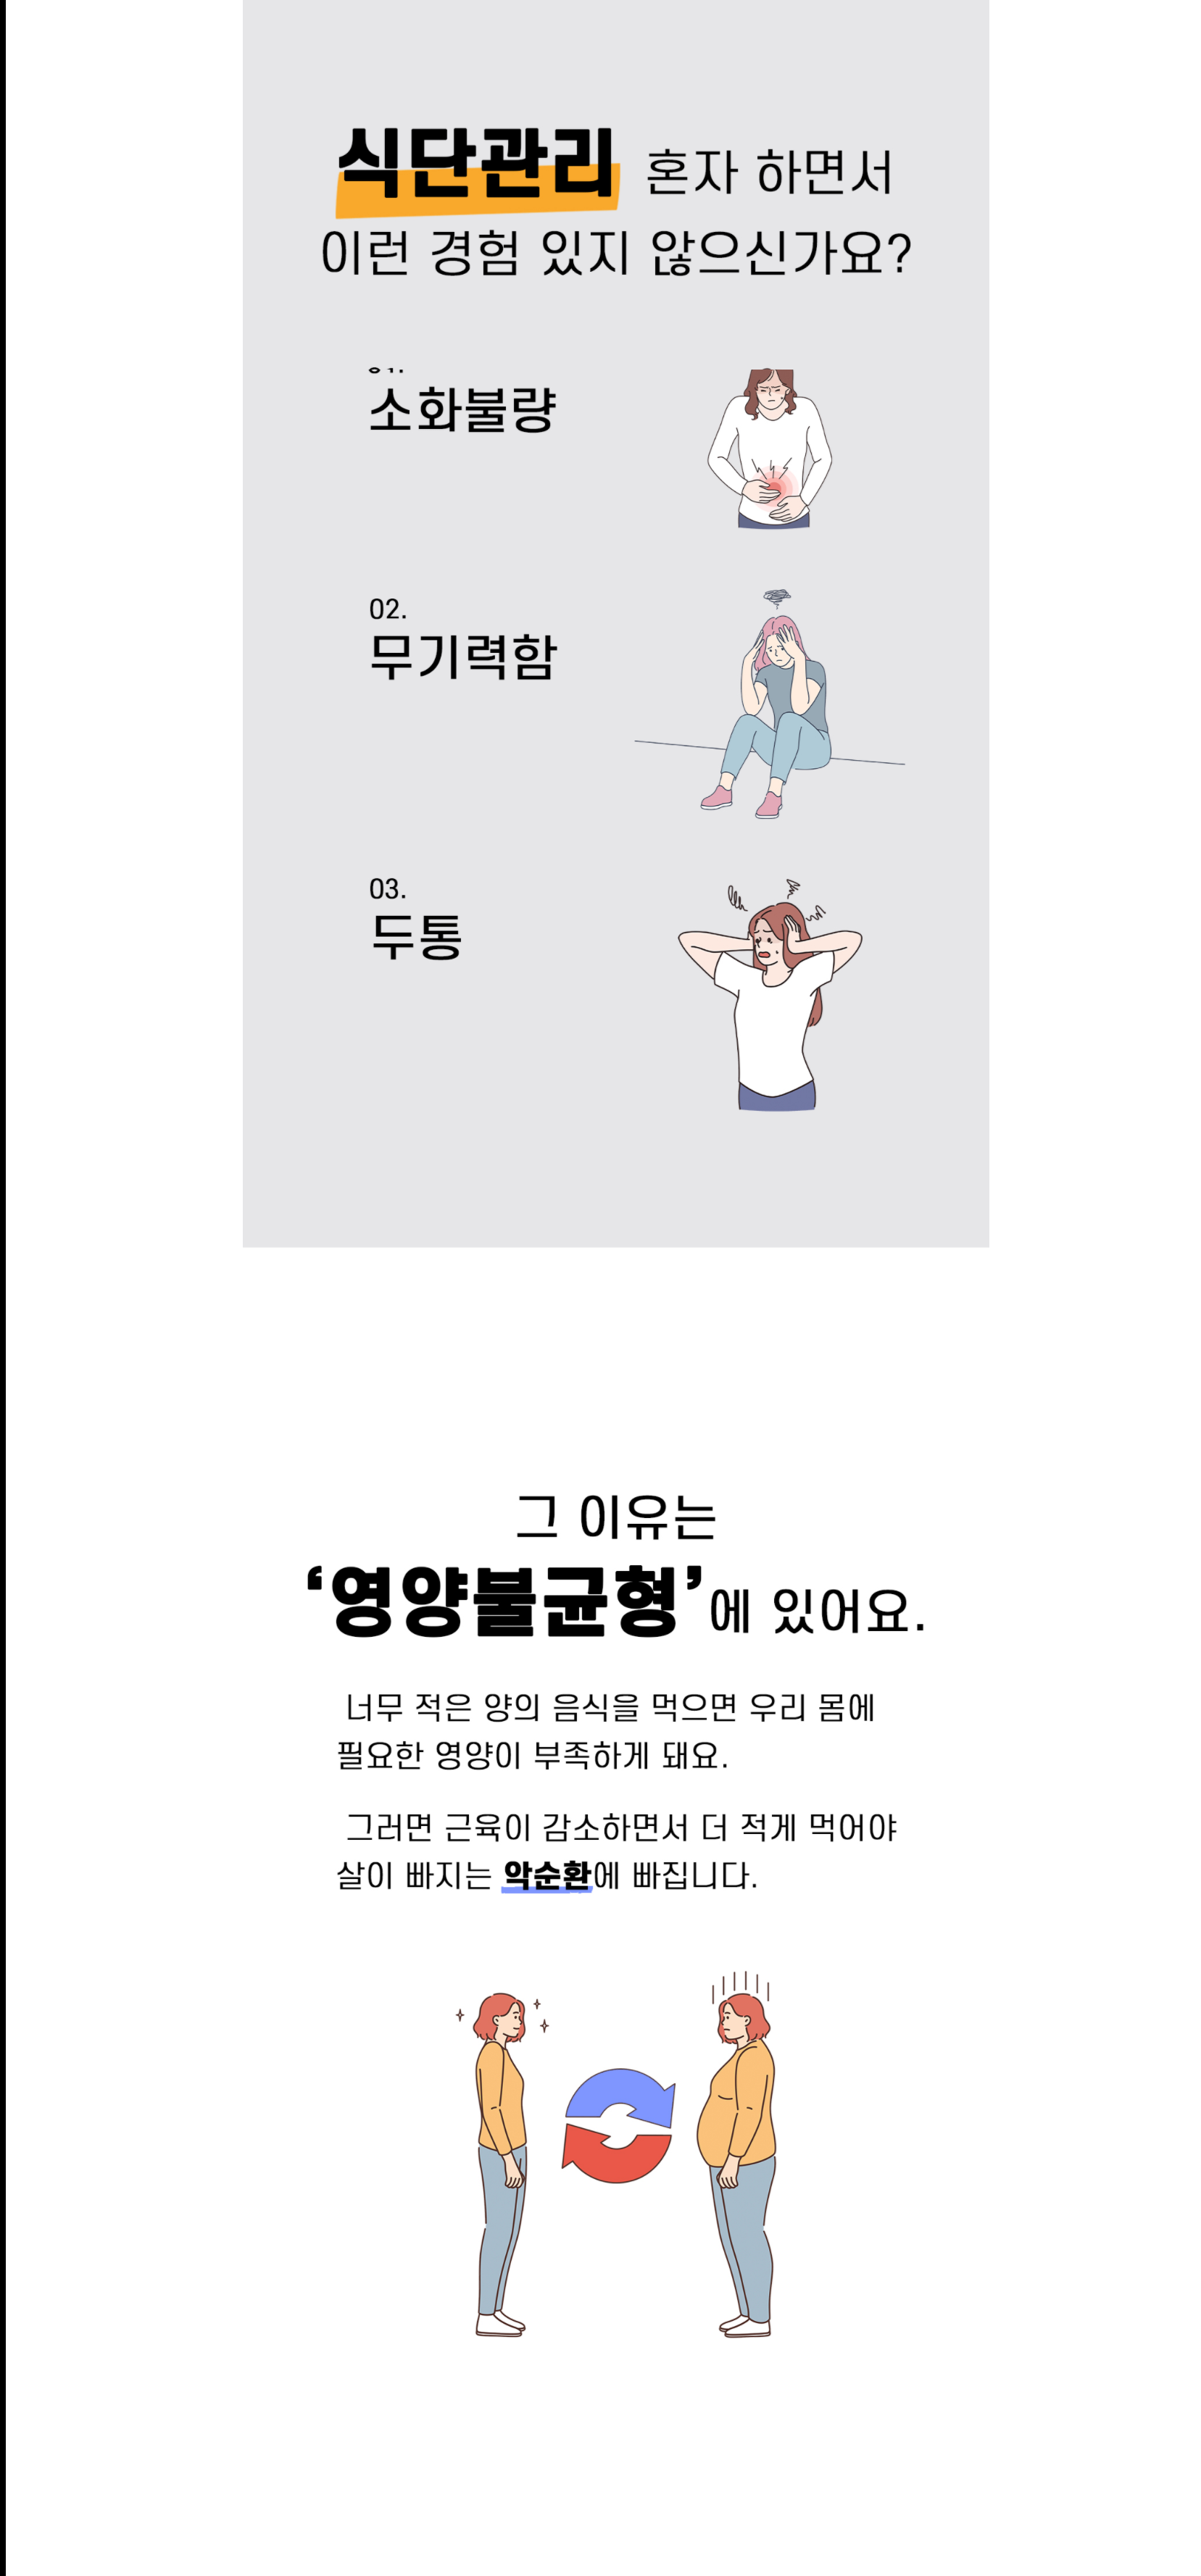 식단관리 혼자 하면서
이런 경험 있지 않으신가요?
소화불량
02.
무기력함
03.
두통
그 이유는
‘영양불균형’에 있어요.
너무 적은 양의 음식을 먹으면 우리 몸에
필요한 영양이 부족하게 돼요.
그러면 근육이 감소하면서 더 적게 먹어야
살이 빠지는 악순환에 빠집니다.